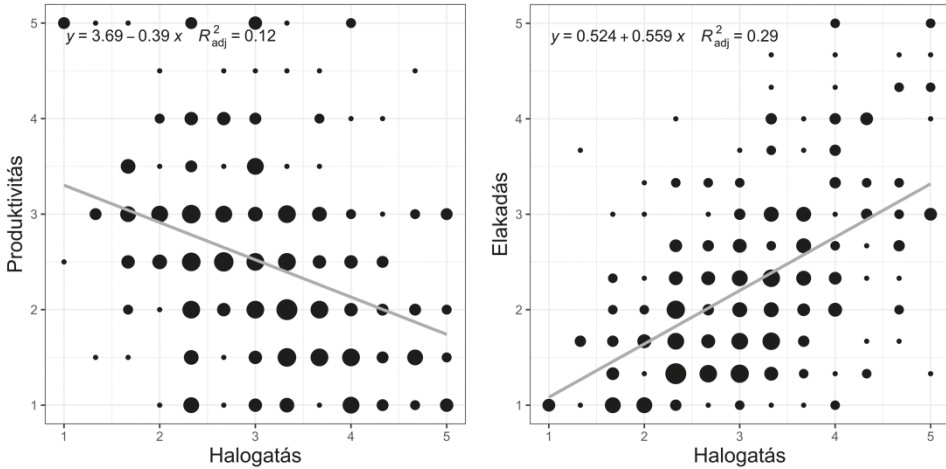 y = 3.69 − 0.39 x R²adj = 0.12
Produktivitás
5
4
3
2
1
1 2 3 4 5
Halogatás
y = 0.524 + 0.559 x R²adj = 0.29
Elakadás
5
4
3
2
1
1 2 3 4 5
Halogatás